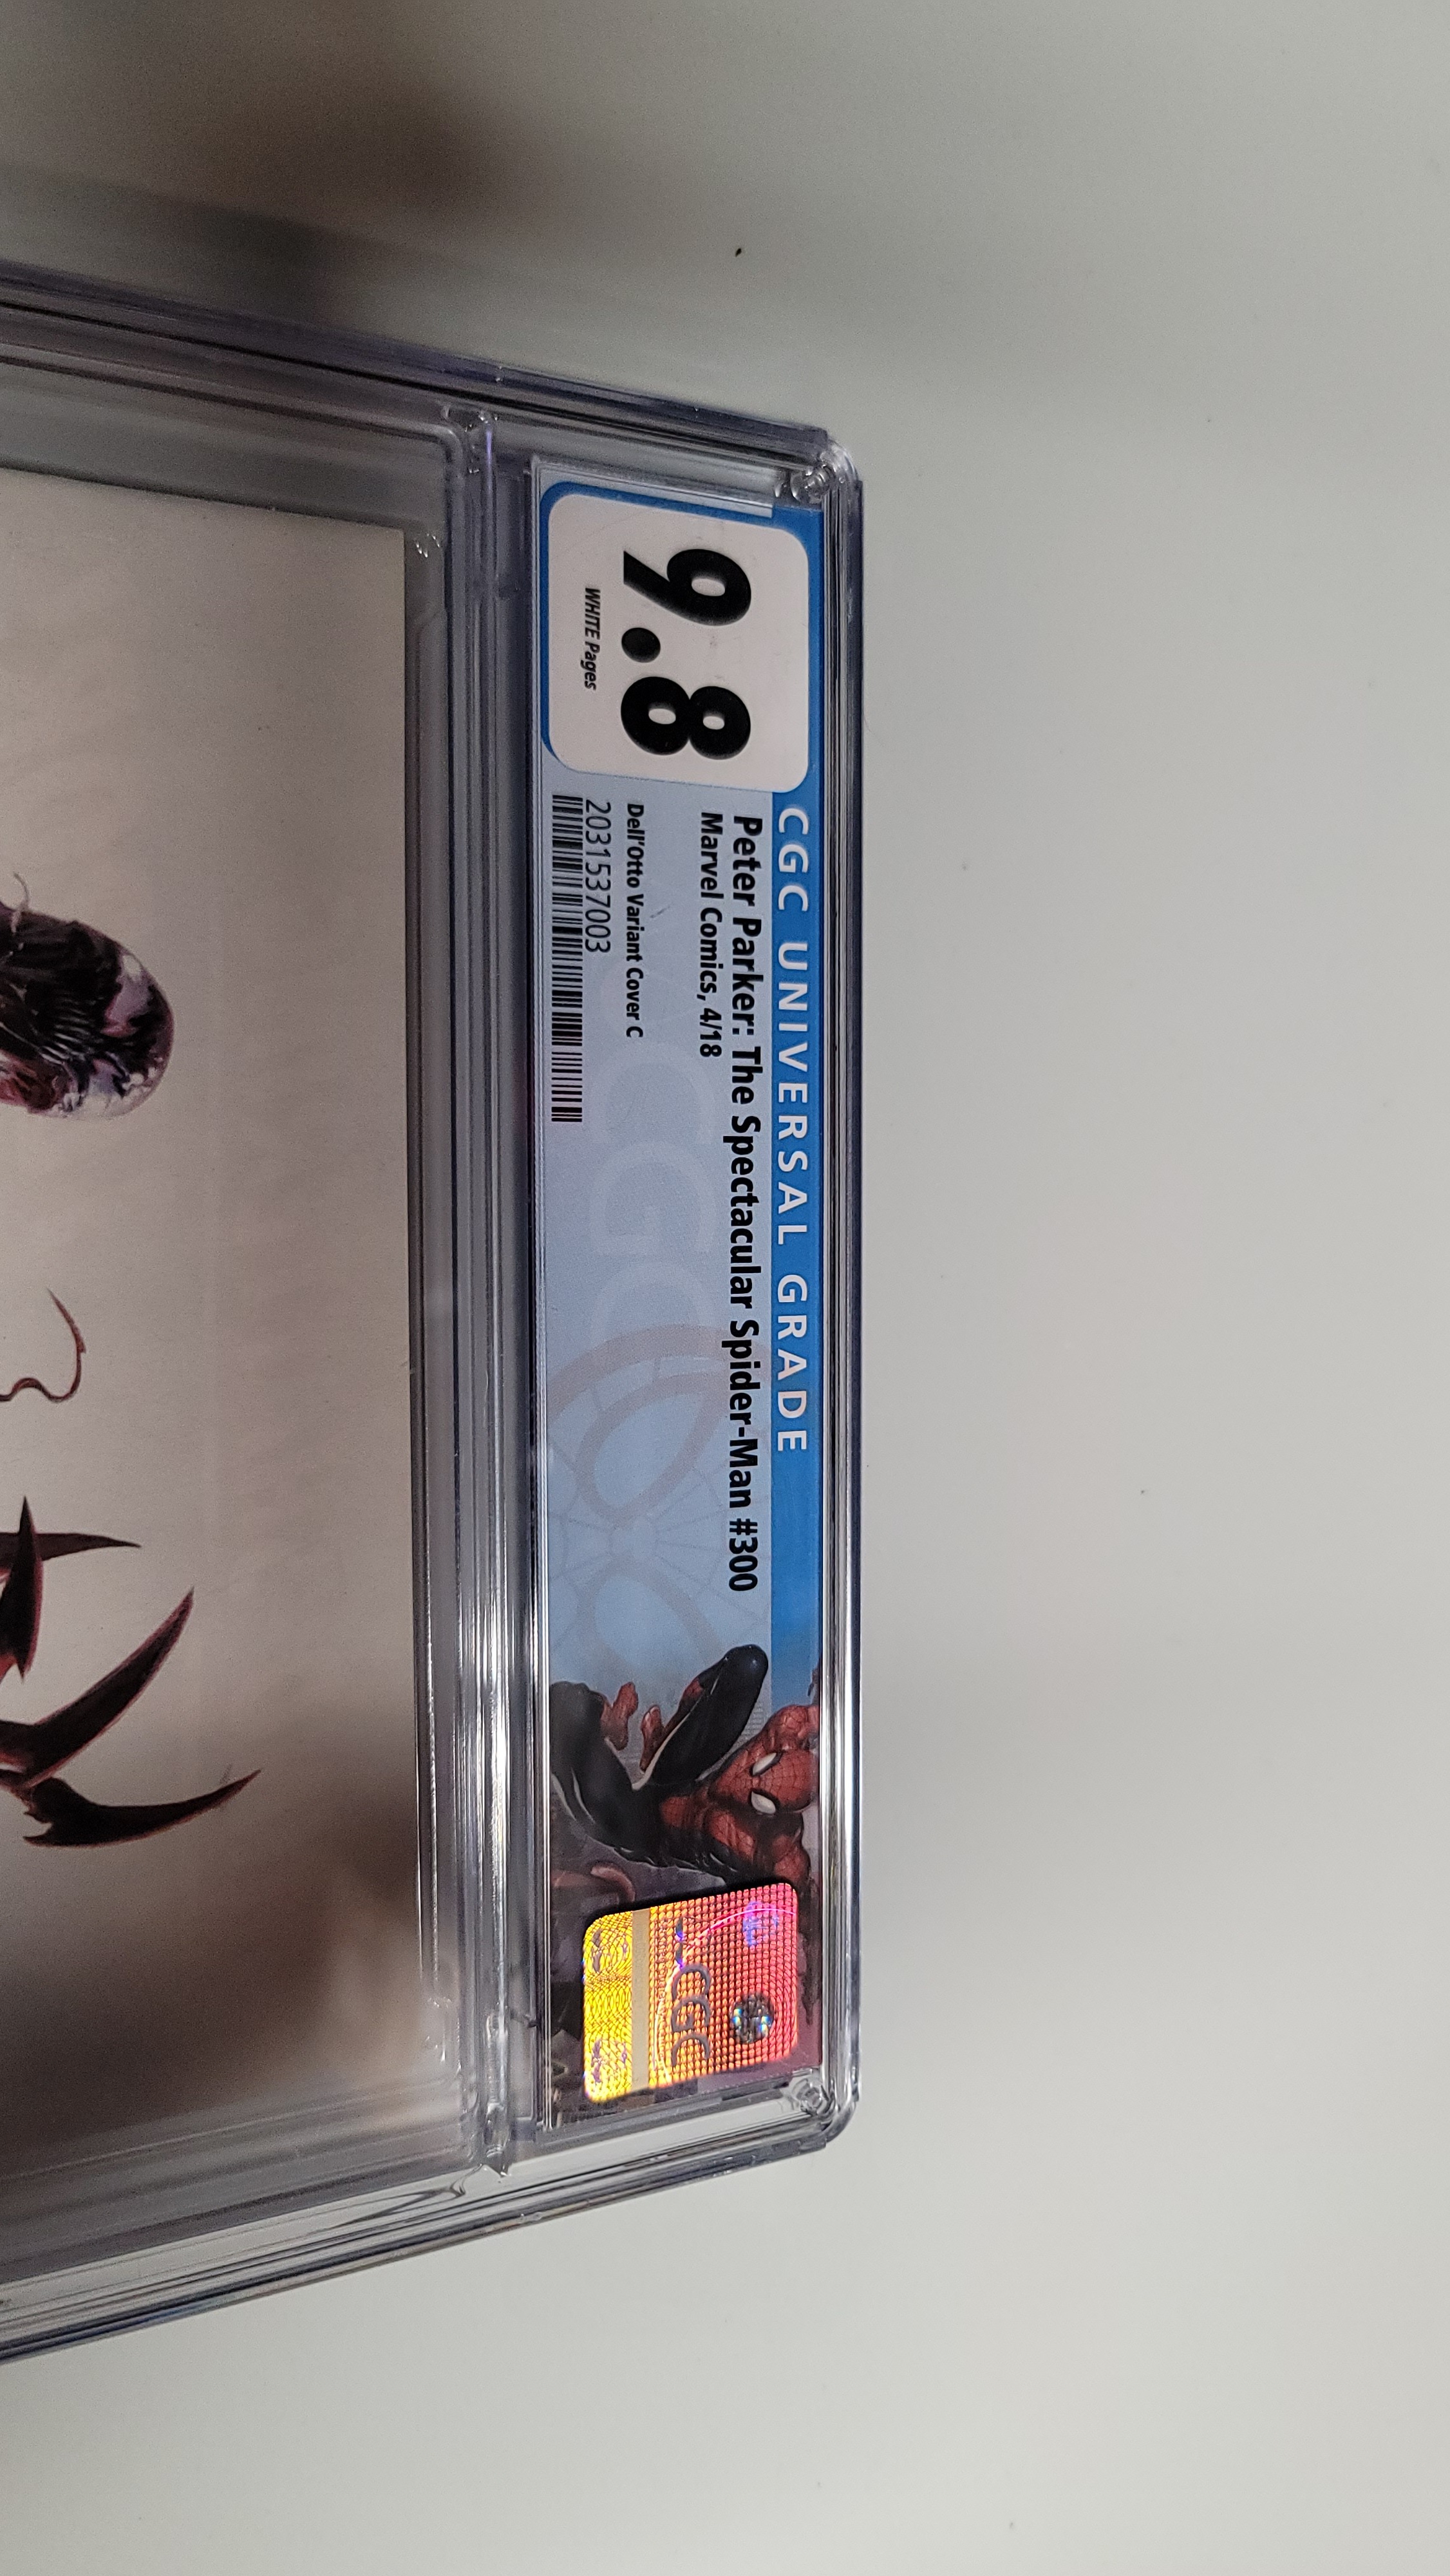 CGC UNIVERSAL GRADE
9.8
WHITE Pages
Peter Parker: The Spectacular Spider-Man #300
Marvel Comics, 4/18
Dell'Otto Variant Cover C
2031537003
CGC
CGC